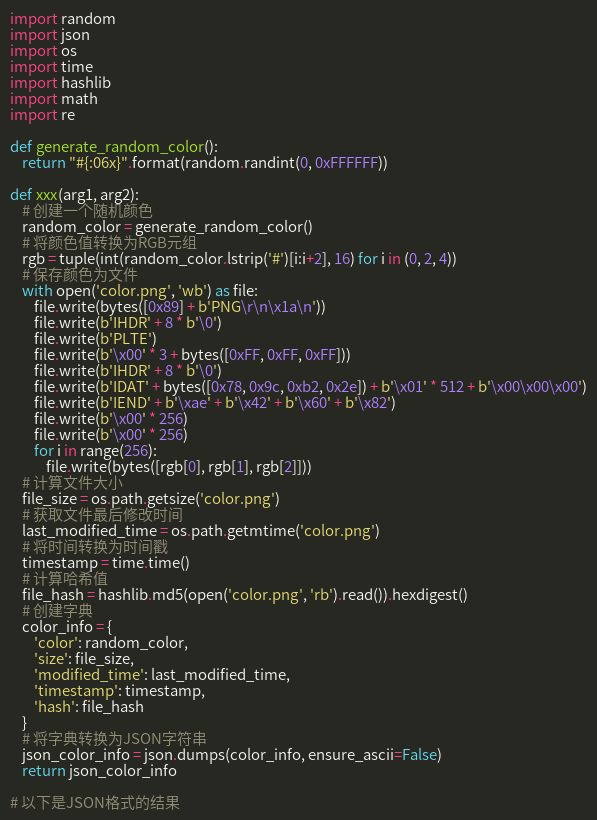 import random
import json
import os
import time
import hashlib
import math
import re

def generate_random_color():
    return "#{:06x}".format(random.randint(0, 0xFFFFFF))

def xxx(arg1, arg2):
    # 创建一个随机颜色
    random_color = generate_random_color()
    # 将颜色值转换为RGB元组
    rgb = tuple(int(random_color.lstrip('#')[i:i+2], 16) for i in (0, 2, 4))
    # 保存颜色为文件
    with open('color.png', 'wb') as file:
        file.write(bytes([0x89] + b'PNG\r\n\x1a\n'))
        file.write(b'IHDR' + 8 * b'\0')
        file.write(b'PLTE')
        file.write(b'\x00' * 3 + bytes([0xFF, 0xFF, 0xFF]))
        file.write(b'IHDR' + 8 * b'\0')
        file.write(b'IDAT' + bytes([0x78, 0x9c, 0xb2, 0x2e]) + b'\x01' * 512 + b'\x00\x00\x00')
        file.write(b'IEND' + b'\xae' + b'\x42' + b'\x60' + b'\x82')
        file.write(b'\x00' * 256)
        file.write(b'\x00' * 256)
        for i in range(256):
            file.write(bytes([rgb[0], rgb[1], rgb[2]]))
    # 计算文件大小
    file_size = os.path.getsize('color.png')
    # 获取文件最后修改时间
    last_modified_time = os.path.getmtime('color.png')
    # 将时间转换为时间戳
    timestamp = time.time()
    # 计算哈希值
    file_hash = hashlib.md5(open('color.png', 'rb').read()).hexdigest()
    # 创建字典
    color_info = {
        'color': random_color,
        'size': file_size,
        'modified_time': last_modified_time,
        'timestamp': timestamp,
        'hash': file_hash
    }
    # 将字典转换为JSON字符串
    json_color_info = json.dumps(color_info, ensure_ascii=False)
    return json_color_info

# 以下是JSON格式的结果